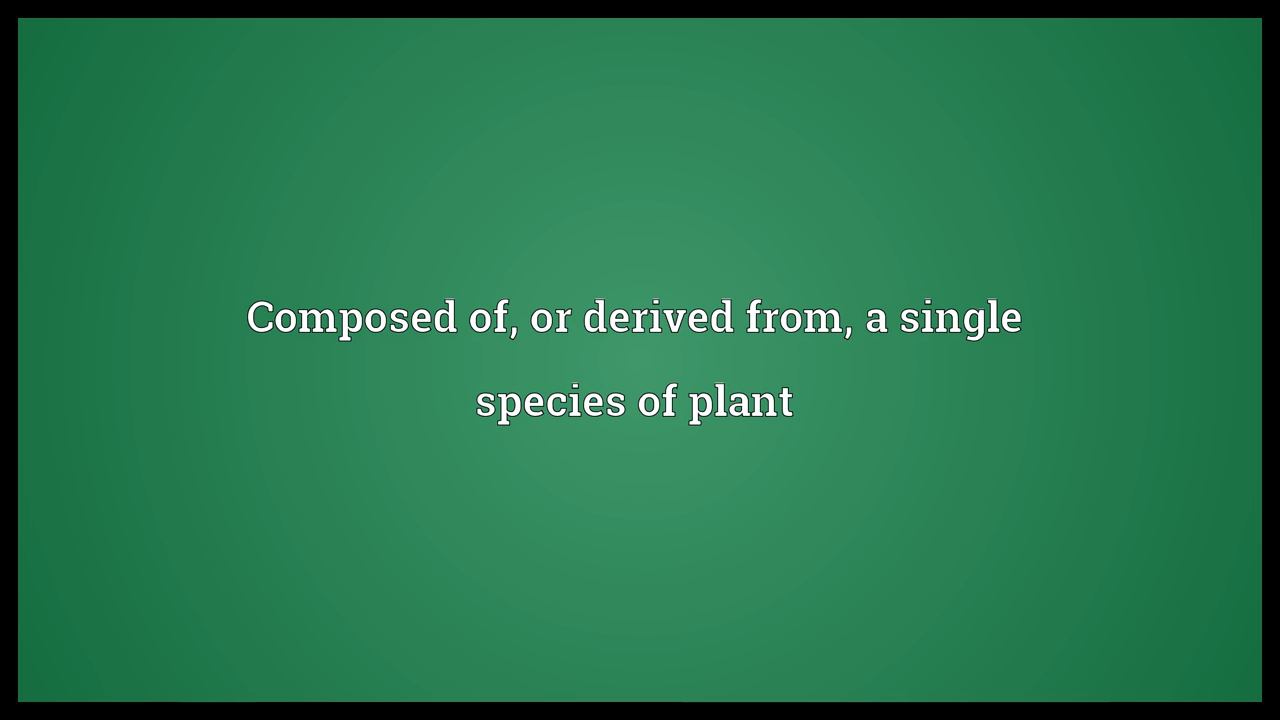 Composed of, or derived from, a single
species of plant